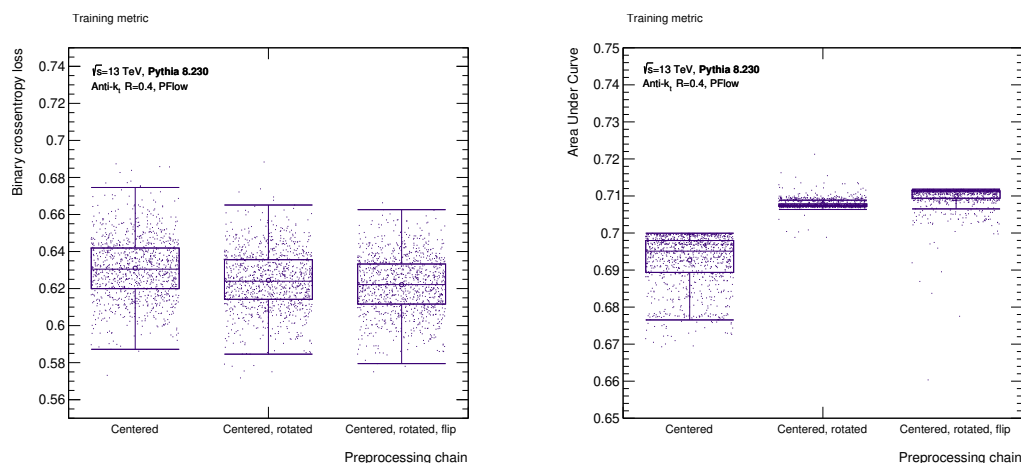 Training metric
Binary crossentropy loss
√s=13 TeV, Pythia 8.230
Anti-kt R=0.4, PFlow
0.74
0.72
0.7
0.68
0.66
0.64
0.62
0.6
0.58
0.56
Centered
Centered, rotated
Centered, rotated, flip
Preprocessing chain
Training metric
Area Under Curve
√s=13 TeV, Pythia 8.230
Anti-kt R=0.4, PFlow
0.75
0.74
0.73
0.72
0.71
0.7
0.69
0.68
0.67
0.66
0.65
Centered
Centered, rotated
Centered, rotated, flip
Preprocessing chain